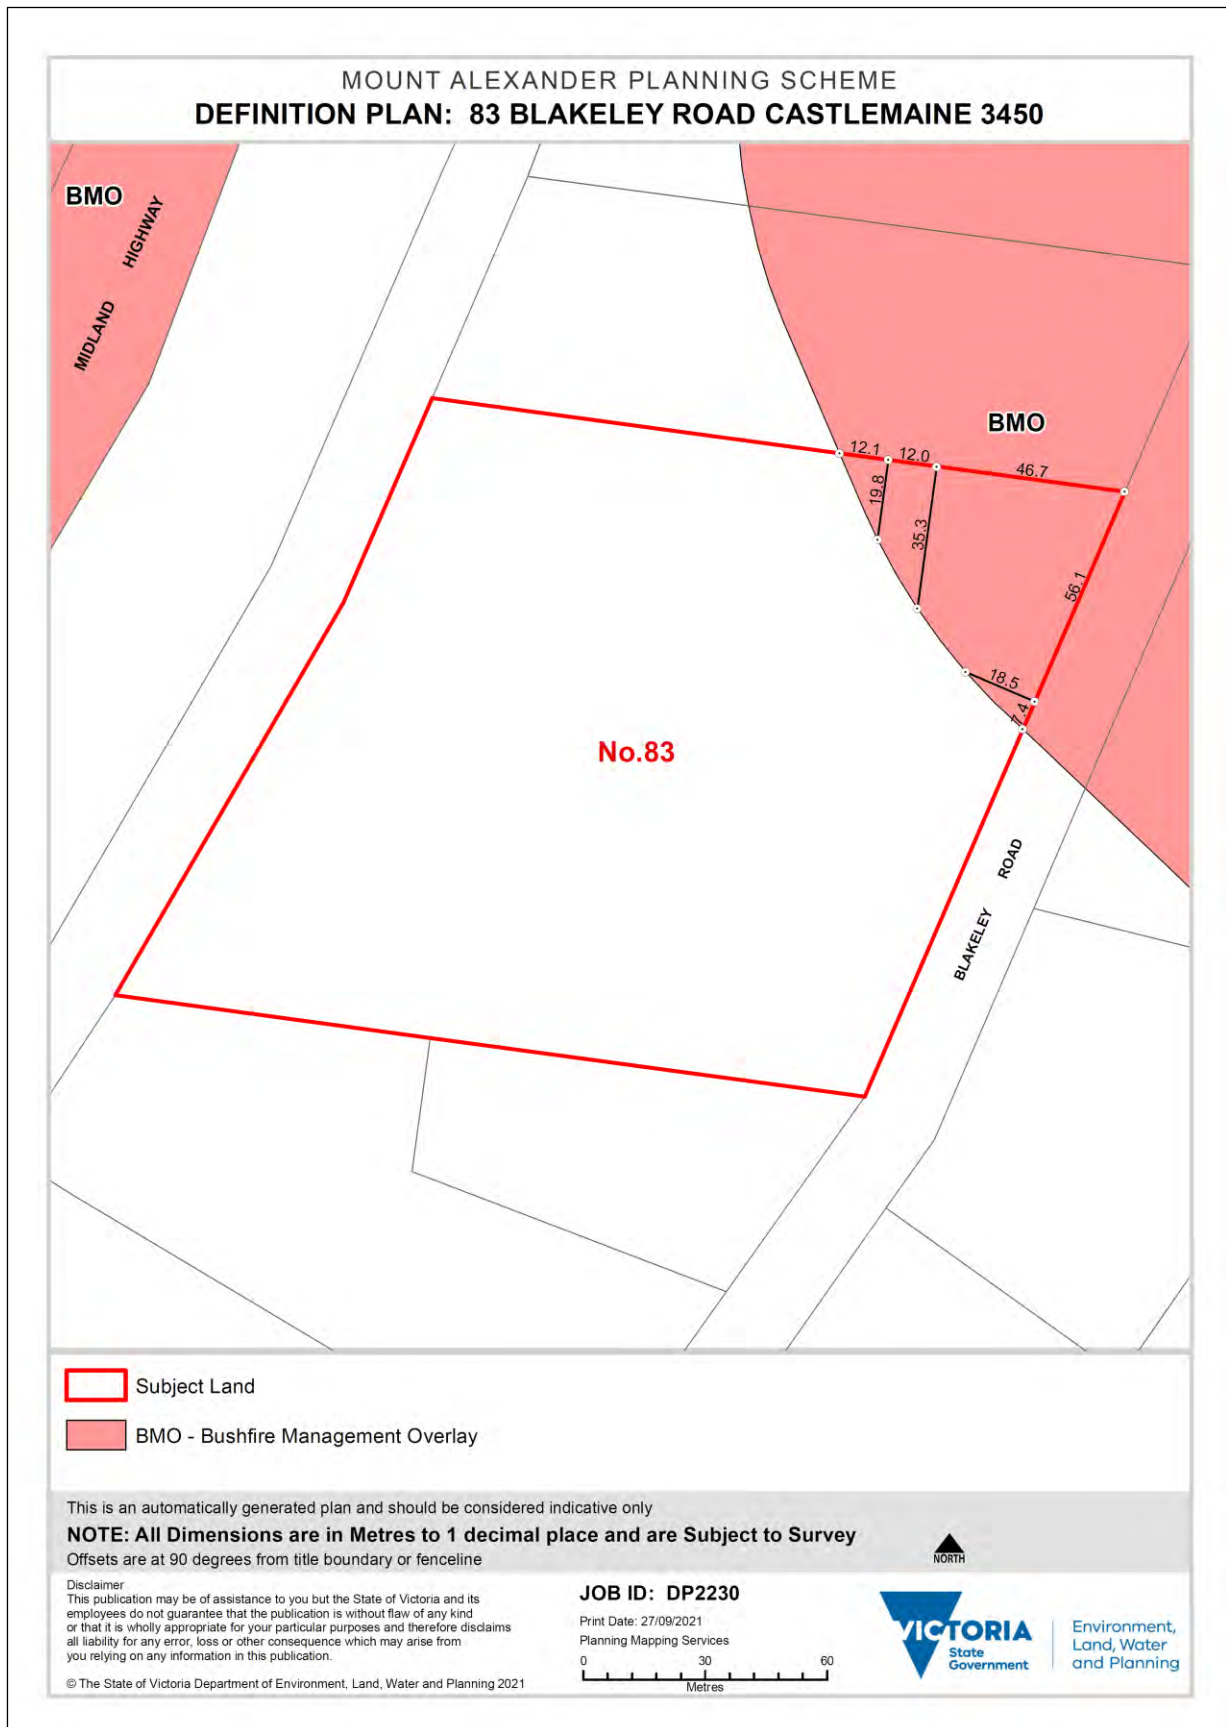 MOUNT ALEXANDER PLANNING SCHEME
DEFINITION PLAN: 83 BLAKELEY ROAD CASTLEMAINE 3450
BMO
MIDLAND HIGHWAY
BMO
12.1
12.0
46.7
19.8
35.3
56.1
18.5
7.4
No.83
BLAKELEY ROAD
Subject Land
BMO - Bushfire Management Overlay
This is an automatically generated plan and should be considered indicative only
NOTE: All Dimensions are in Metres to 1 decimal place and are Subject to Survey
Offsets are at 90 degrees from title boundary or fenceline
NORTH
Disclaimer
This publication may be of assistance to you but the State of Victoria and its
employees do not guarantee that the publication is without flaw of any kind
or that it is wholly appropriate for your particular purposes and therefore disclaims
all liability for any error, loss or other consequence which may arise from
you relying on any information in this publication.
© The State of Victoria Department of Environment, Land, Water and Planning 2021
JOB ID: DP2230
Print Date: 27/09/2021
Planning Mapping Services
0 30 60
Metres
VICTORIA
State
Government
Environment,
Land, Water
and Planning